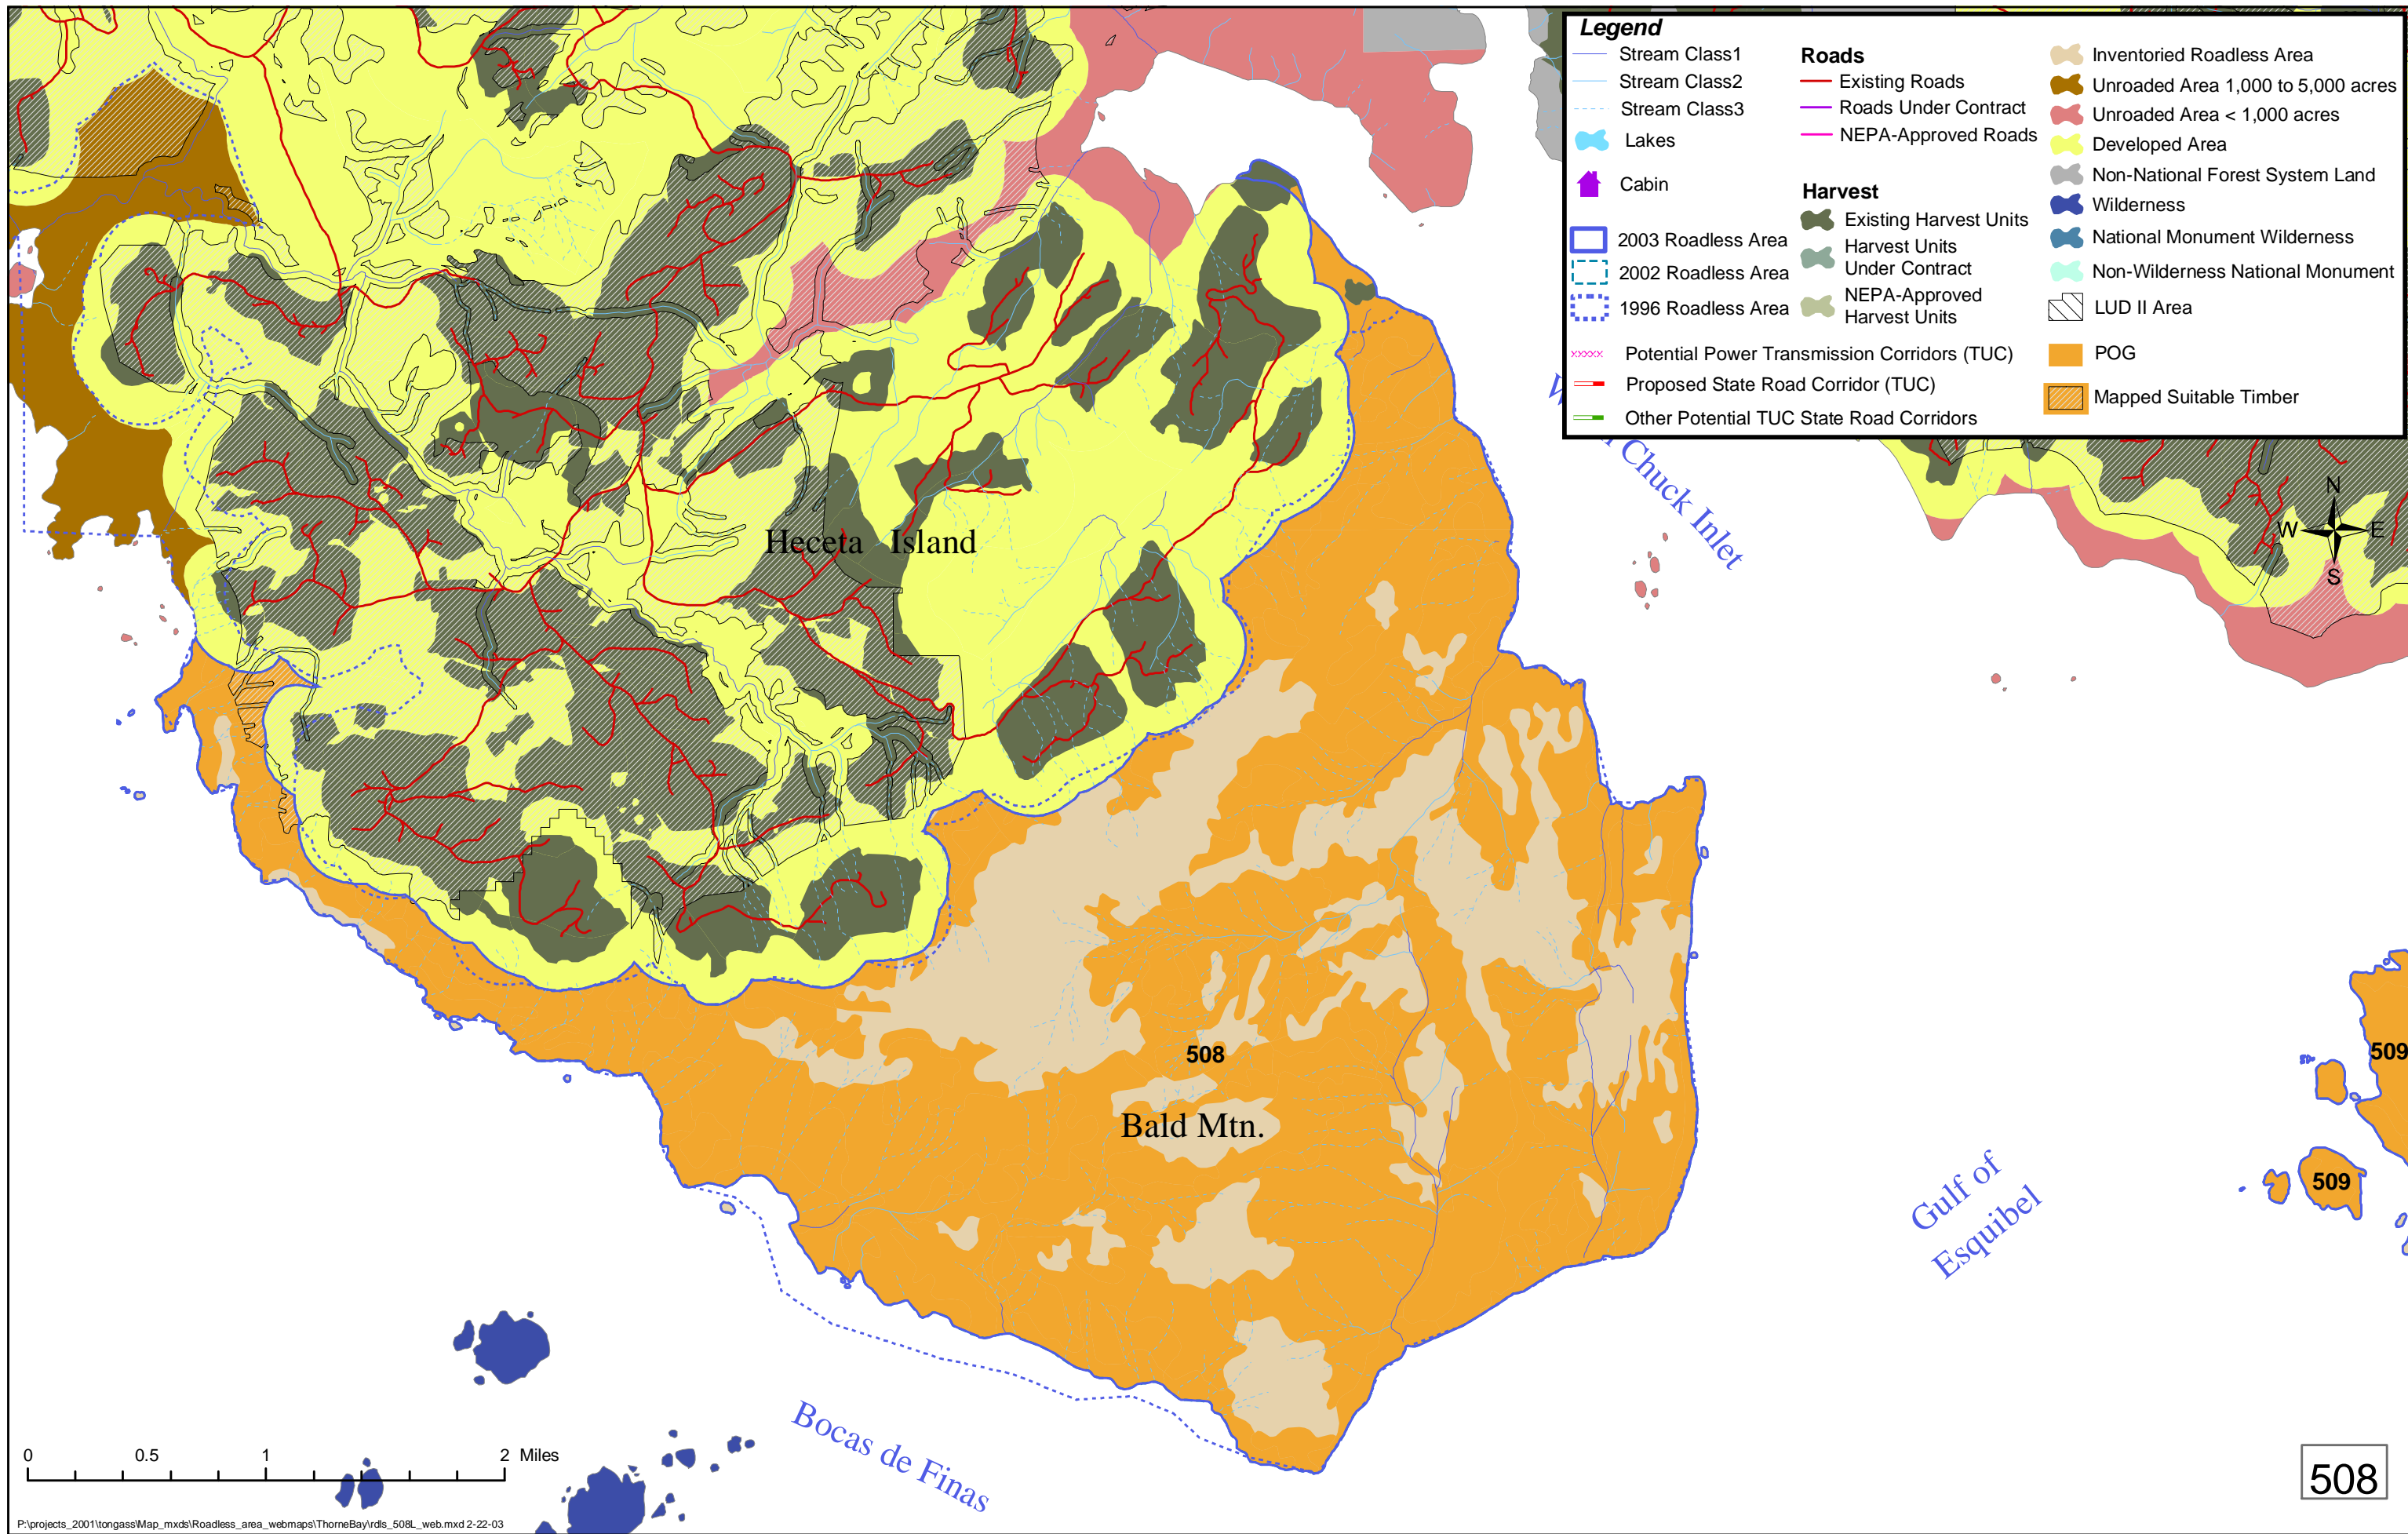 Legend
Stream Class1
Stream Class2
Stream Class3
Lakes
Cabin
2003 Roadless Area
2002 Roadless Area
1996 Roadless Area
Potential Power Transmission Corridors (TUC)
Proposed State Road Corridor (TUC)
Other Potential TUC State Road Corridors
Roads
Existing Roads
Roads Under Contract
NEPA-Approved Roads
Harvest
Existing Harvest Units
Harvest Units
Under Contract
NEPA-Approved
Harvest Units
Inventoried Roadless Area
Unroaded Area 1,000 to 5,000 acres
Unroaded Area < 1,000 acres
Developed Area
Non-National Forest System Land
Wilderness
National Monument Wilderness
Non-Wilderness National Monument
LUD II Area
POG
Mapped Suitable Timber
Chuck Inlet
N
W E
S
Heceta Island
508
Bald Mtn.
509
509
Gulf of
Esquibel
Bocas de Finas
0 0.5 1 2 Miles
508
P:\projects_2001\tongass\Map_mxds\Roadless_area_webmaps\ThorneBay\rdls_508L_web.mxd 2-22-03